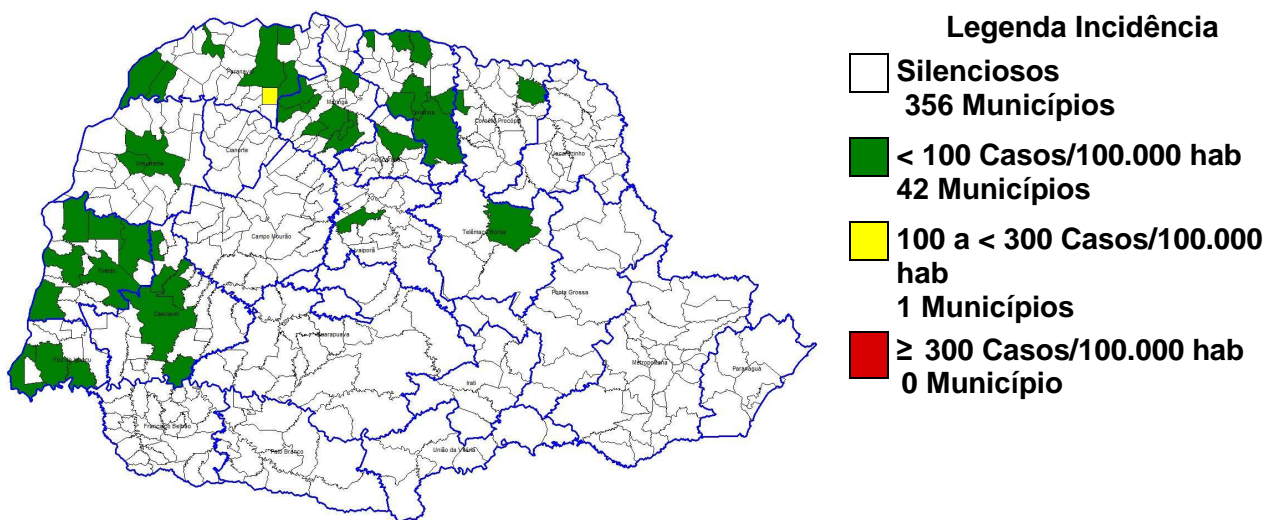 Legenda Incidência
Silenciosos
356 Municípios
< 100 Casos/100.000 hab
42 Municípios
100 a < 300 Casos/100.000
hab
1 Municípios
≥ 300 Casos/100.000 hab
0 Município
Maringá
Londrina
Cornélio Procópio
Jacarezinho
Cianorte
Umuarama
Campo Mourão
Ivaiporã
Telêmaco Borba
Toledo
Cascavel
Ponta Grossa
Guarapuava
Metropolitana
Paranaguá
Irati
Francisco Beltrão
Pato Branco
União da Vitória